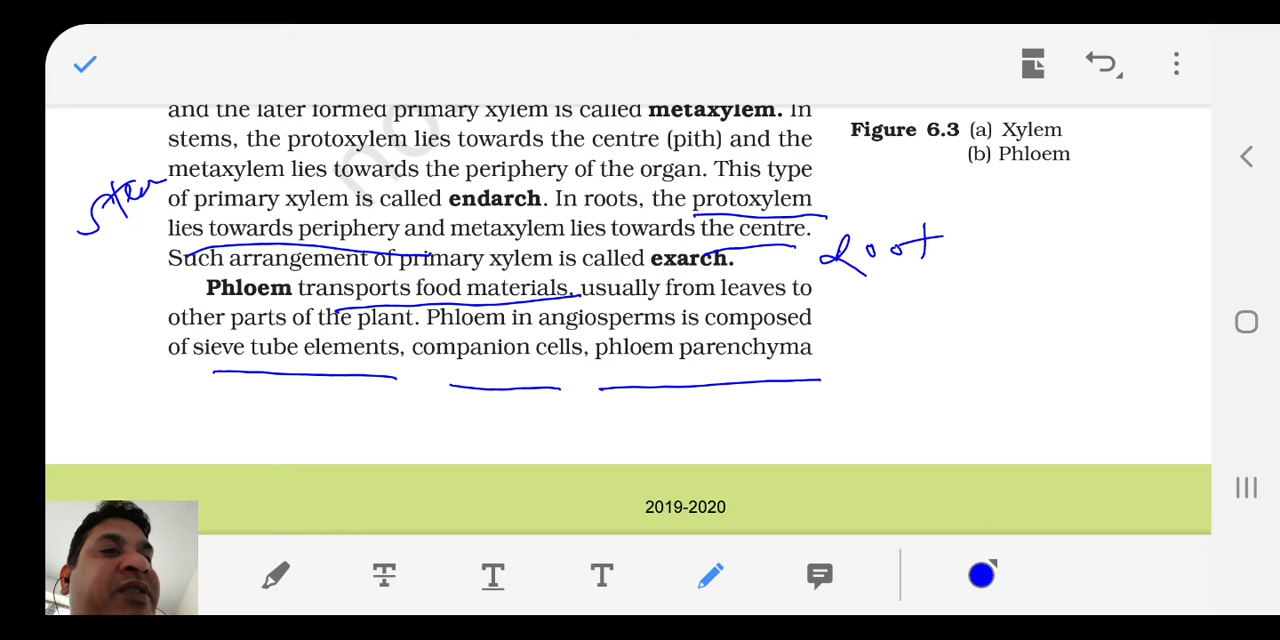 and the later formed primary xylem is called metaxylem. In
stems, the protoxylem lies towards the centre (pith) and the
metaxylem lies towards the periphery of the organ. This type
of primary xylem is called endarch. In roots, the protoxylem
lies towards periphery and metaxylem lies towards the centre.
Such arrangement of primary xylem is called exarch.
Phloem transports food materials, usually from leaves to
other parts of the plant. Phloem in angiosperms is composed
of sieve tube elements, companion cells, phloem parenchyma
Figure 6.3 (a) Xylem
(b) Phloem
Stem
Root
2019-2020